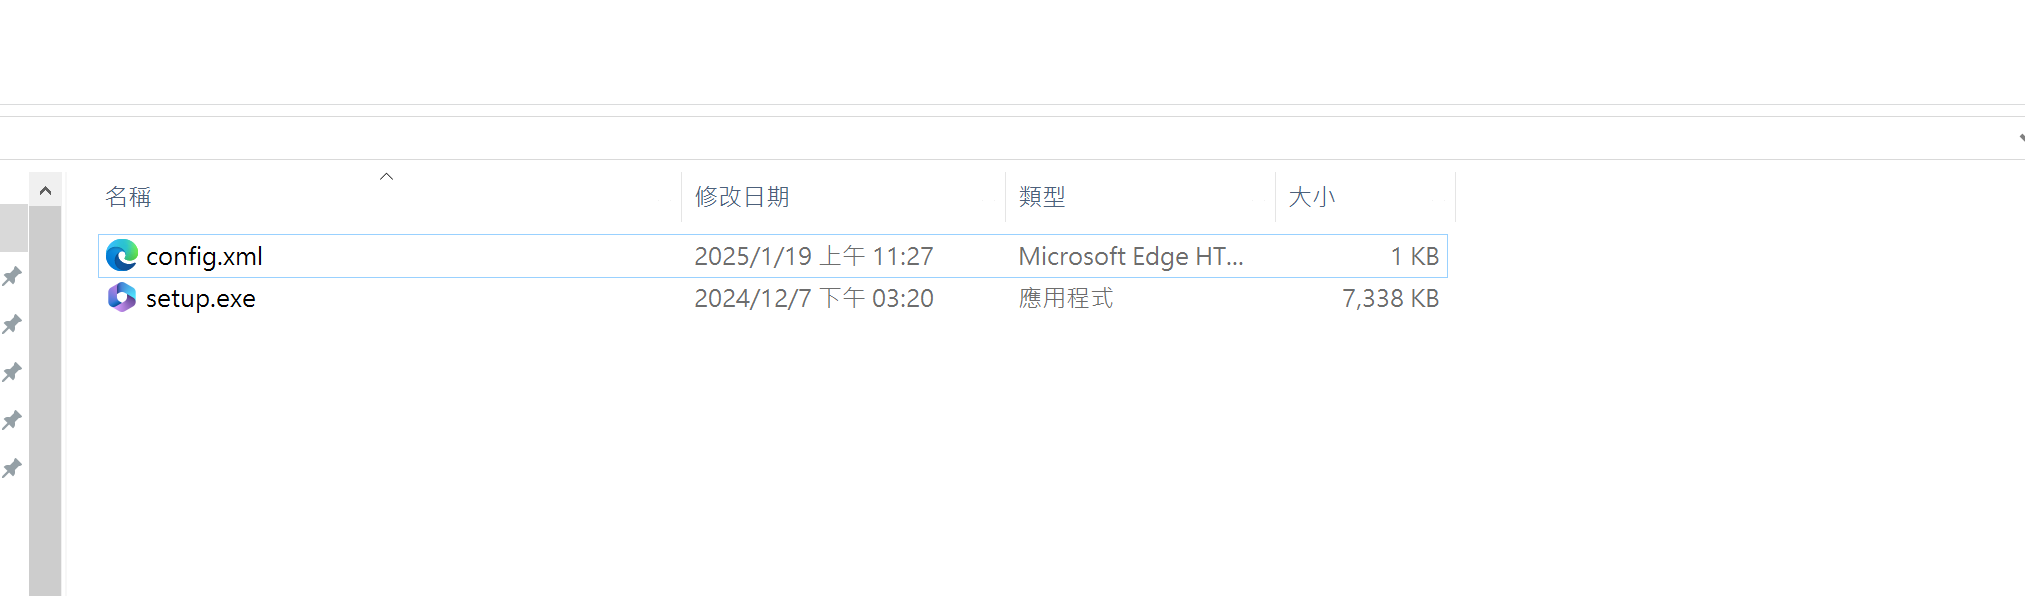 名稱 修改日期 類型 大小
config.xml 2025/1/19 上午 11:27 Microsoft Edge HT... 1 KB
setup.exe 2024/12/7 下午 03:20 應用程式 7,338 KB